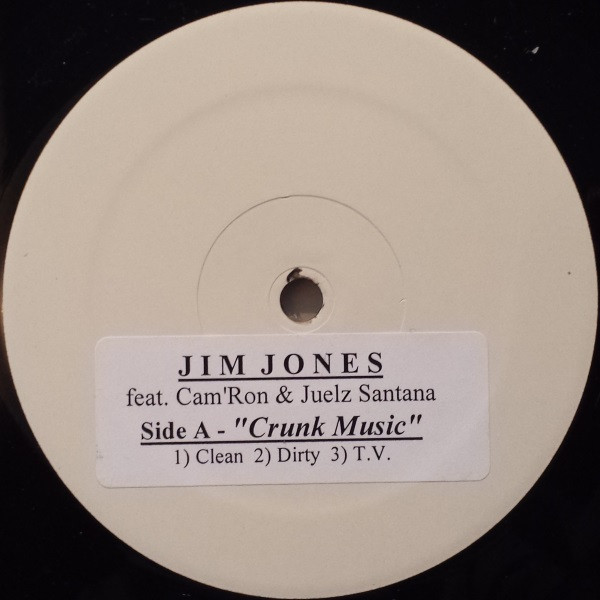 JIM JONES
feat. Cam'Ron & Juelz Santana
Side A - "Crunk Music"
1) Clean 2) Dirty 3) T.V.